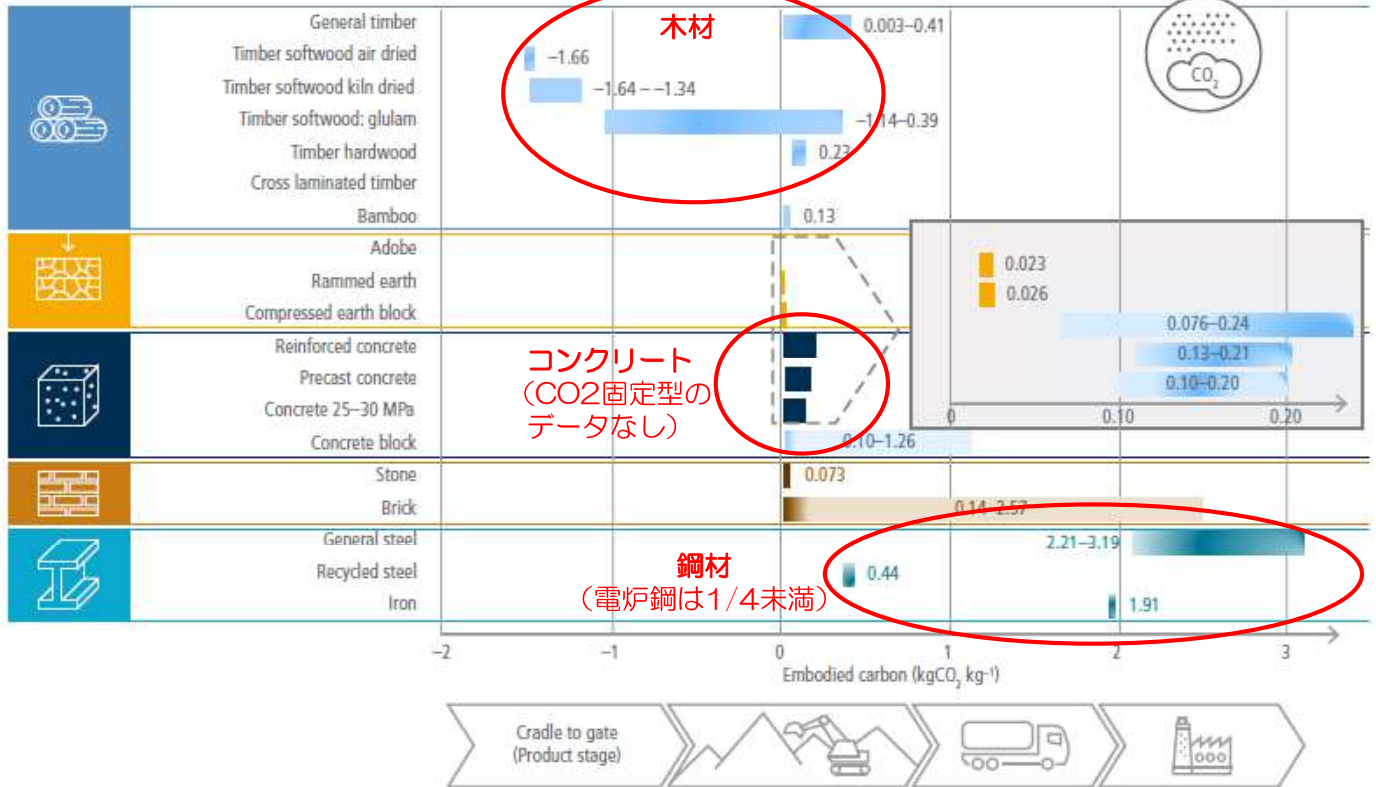 General timber
木材
0.003–0.41
Timber softwood air dried
−1.66
Timber softwood kiln dried
−1.64 – −1.34
Timber softwood: glulam
−1.14–0.39
Timber hardwood
0.23
Cross laminated timber
Bamboo
0.13
CO2
Adobe
Rammed earth
Compressed earth block
0.023
0.026
0.076–0.24
0.13–0.21
0.10–0.20
0
0.10
0.20
Reinforced concrete
Precast concrete
Concrete 25–30 MPa
Concrete block
コンクリート
(CO2固定型の
データなし)
0.10–1.26
Stone
0.073
Brick
0.14–2.57
General steel
2.21–3.19
Recycled steel
0.44
Iron
1.91
鋼材
(電炉鋼は1/4未満)
−2
−1
0
1
2
3
Embodied carbon (kgCO2 kg−1)
Cradle to gate
(Product stage)